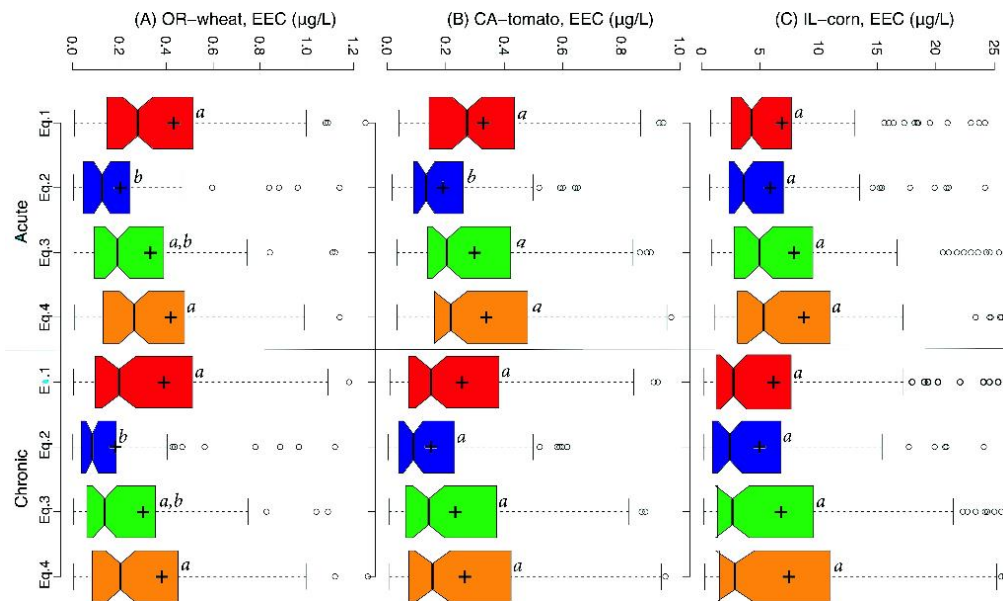 (A) OR−wheat, EEC (µg/L) (B) CA−tomato, EEC (µg/L) (C) IL−corn, EEC (µg/L)
0.0 0.2 0.4 0.6 0.8 1.0 1.2 0.0 0.2 0.4 0.6 0.8 1.0 0 5 10 15 20 25
Acute
Eq.1 a a a
Eq.2 b b a
Eq.3 a,b a a
Eq.4 a a a
Chronic
a a a
Eq.2 b a a
Eq.3 a,b a a
Eq.4 a a a